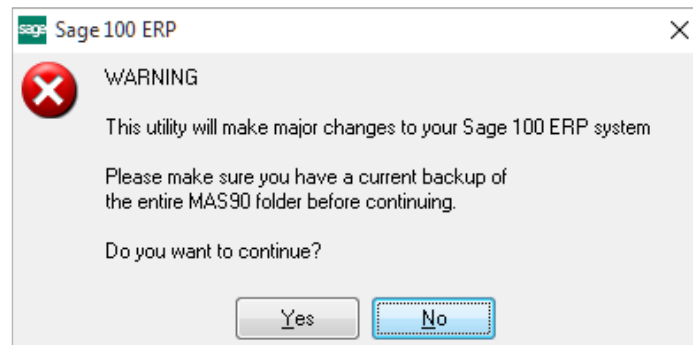 sage Sage 100 ERP
WARNING
This utility will make major changes to your Sage 100 ERP system
Please make sure you have a current backup of
the entire MAS90 folder before continuing.
Do you want to continue?
Yes No